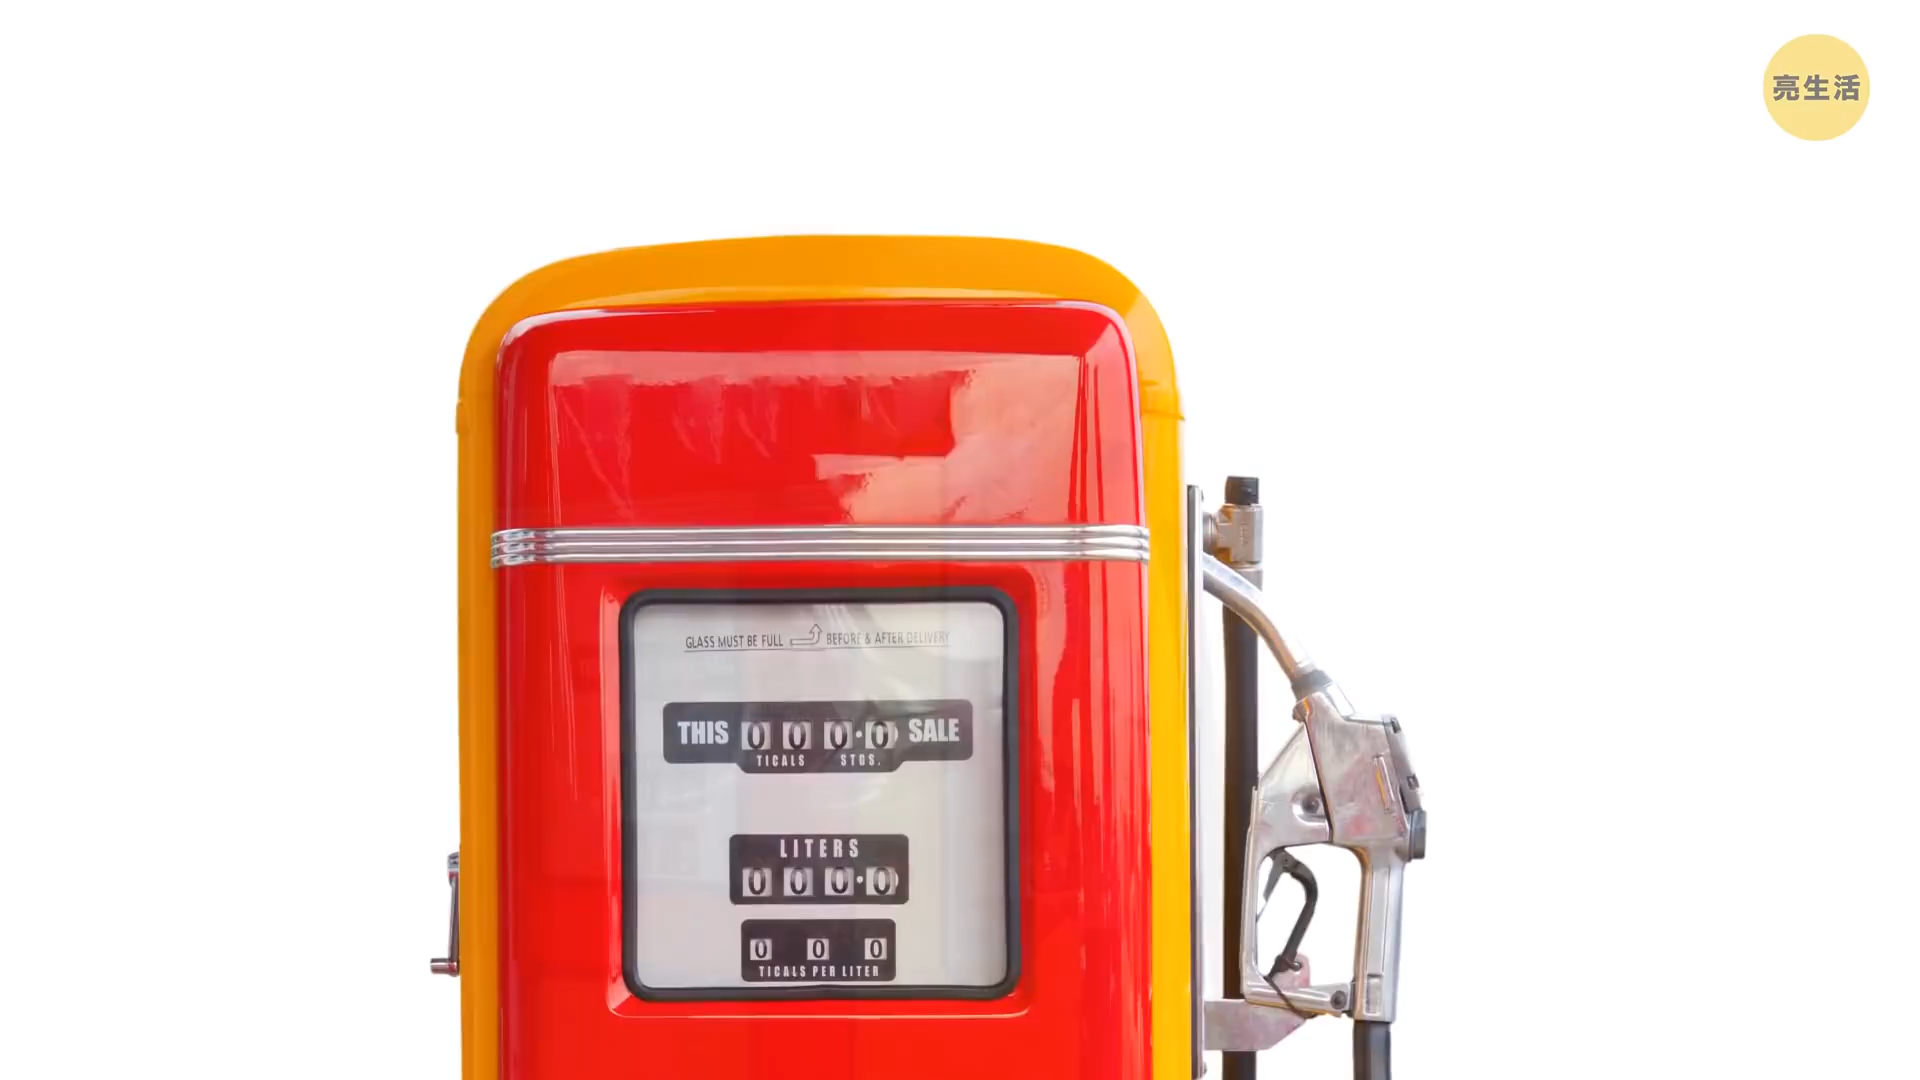 亮生活
GLASS MUST BE FULL BEFORE & AFTER DELIVERY
THIS 0 0 0 · 0 SALE
TICALS STGS.
LITERS
0 0 0 · 0
0 0 0
TICALS PER LITER